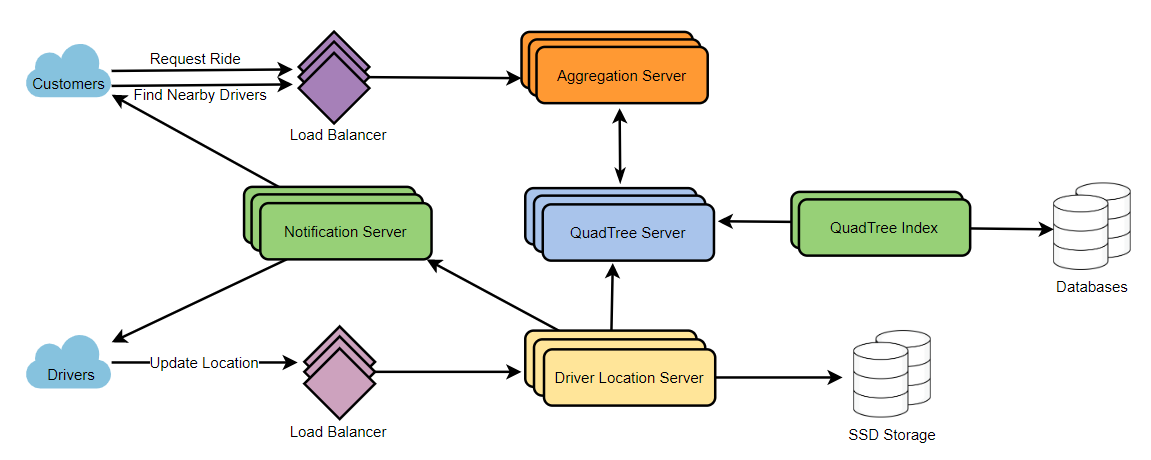 Request Ride
Customers
Find Nearby Drivers
Load Balancer
Aggregation Server
Notification Server
QuadTree Server
QuadTree Index
Databases
Drivers
Update Location
Load Balancer
Driver Location Server
SSD Storage